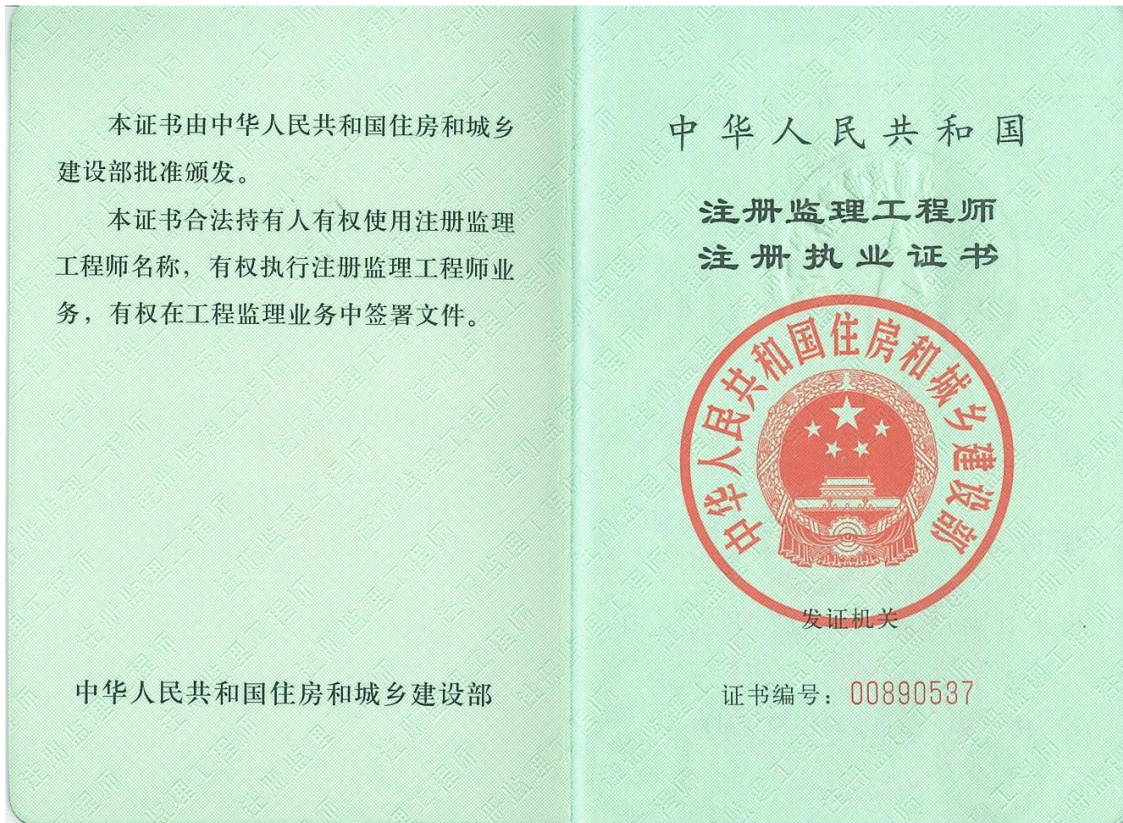 本证书由中华人民共和国住房和城乡
建设部批准颁发。
本证书合法持有人有权使用注册监理
工程师名称，有权执行注册监理工程师业
务，有权在工程监理业务中签署文件。
中华人民共和国住房和城乡建设部
中华人民共和国
注册监理工程师
注册执业证书
中华人民共和国住房和城乡建设部
发证机关
证书编号：00890537